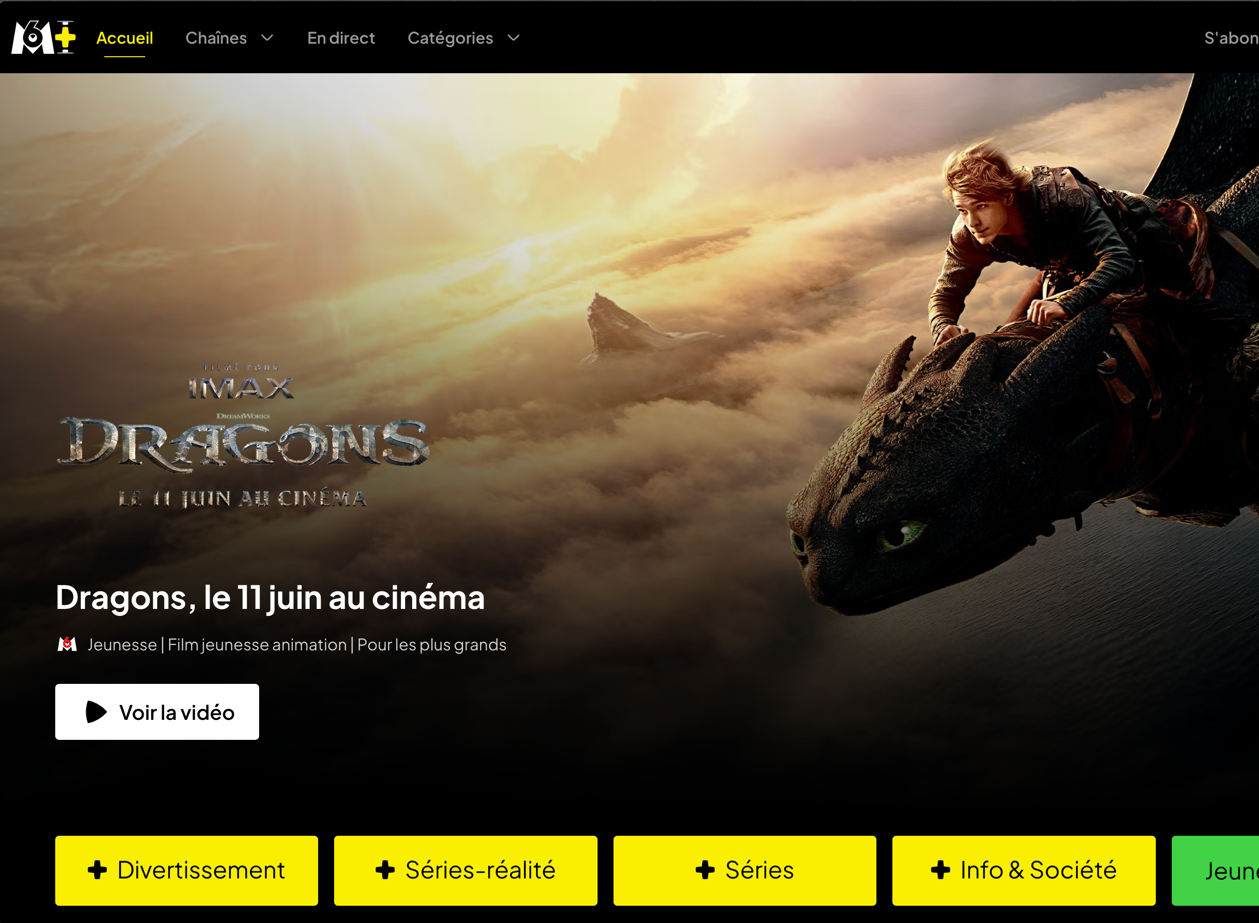 M6+
Accueil
Chaînes
En direct
Catégories
FILMÉ POUR
IMAX
DREAMWORKS
DRAGONS
LE 11 JUIN AU CINÉMA
Dragons, le 11 juin au cinéma
Jeunesse | Film jeunesse animation | Pour les plus grands
Voir la vidéo
Divertissement
Séries-réalité
Séries
Info & Société